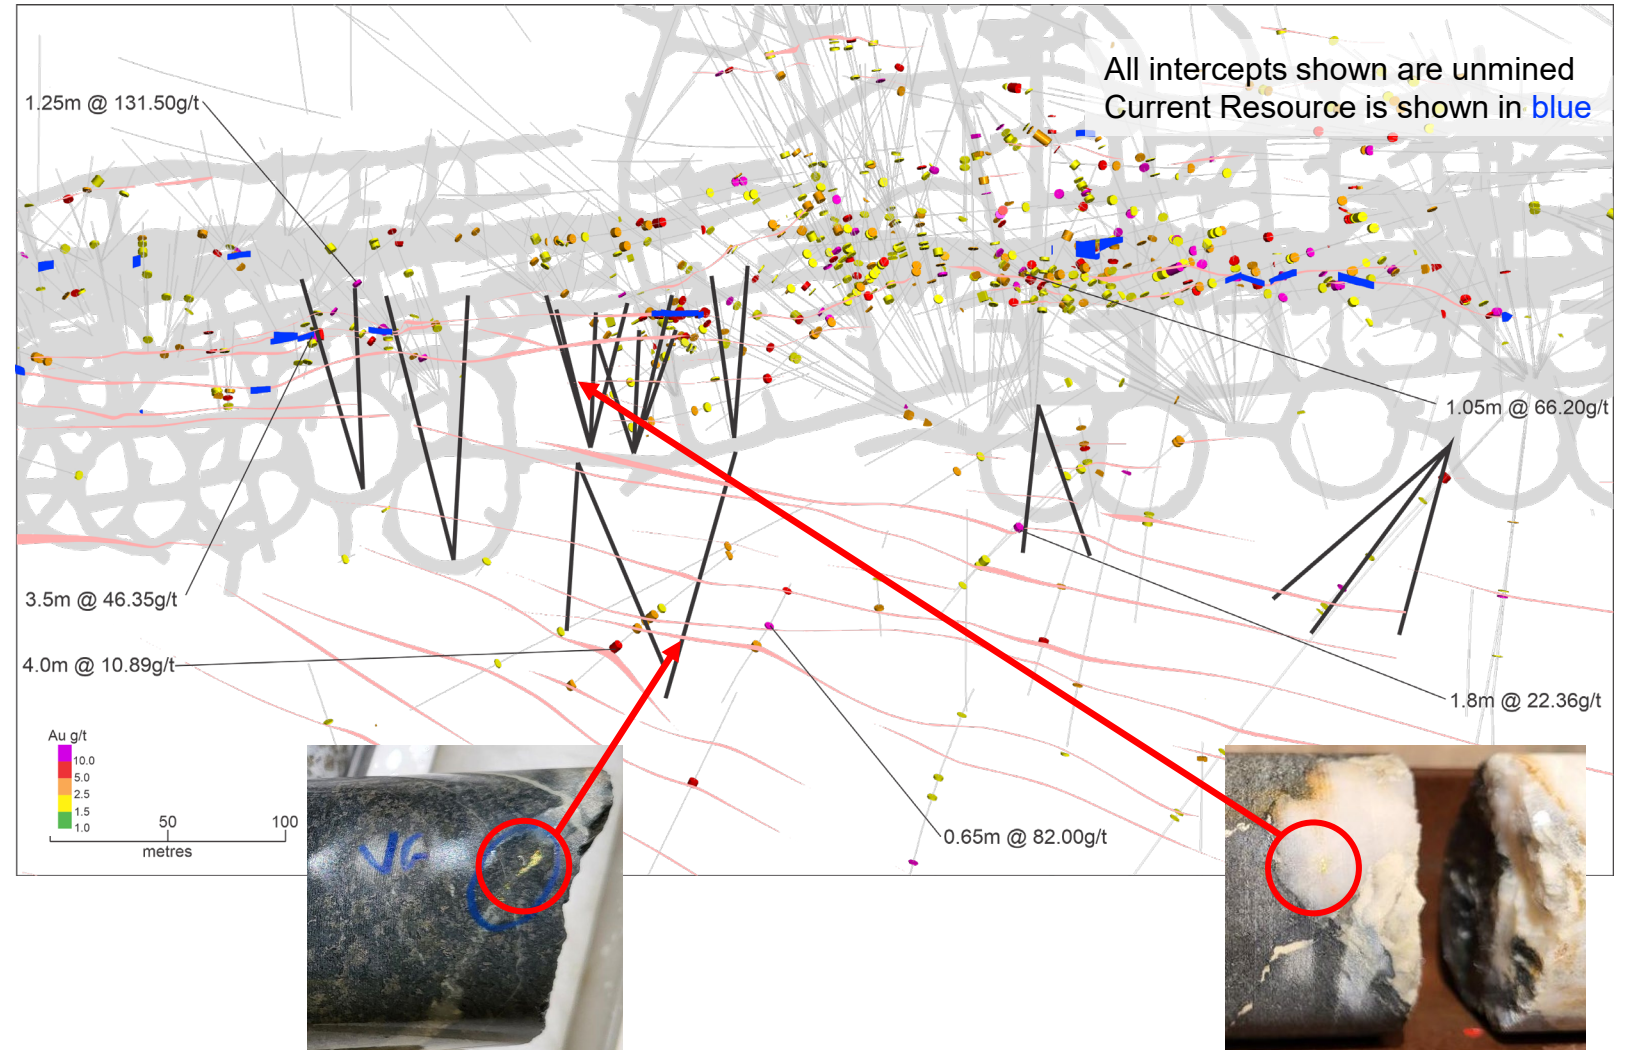 All intercepts shown are unmined
Current Resource is shown in blue
1.25m @ 131.50g/t
1.05m @ 66.20g/t
3.5m @ 46.35g/t
4.0m @ 10.89g/t
1.8m @ 22.36g/t
Au g/t
10.0
5.0
2.5
1.5
1.0
50
100
metres
0.65m @ 82.00g/t
VG